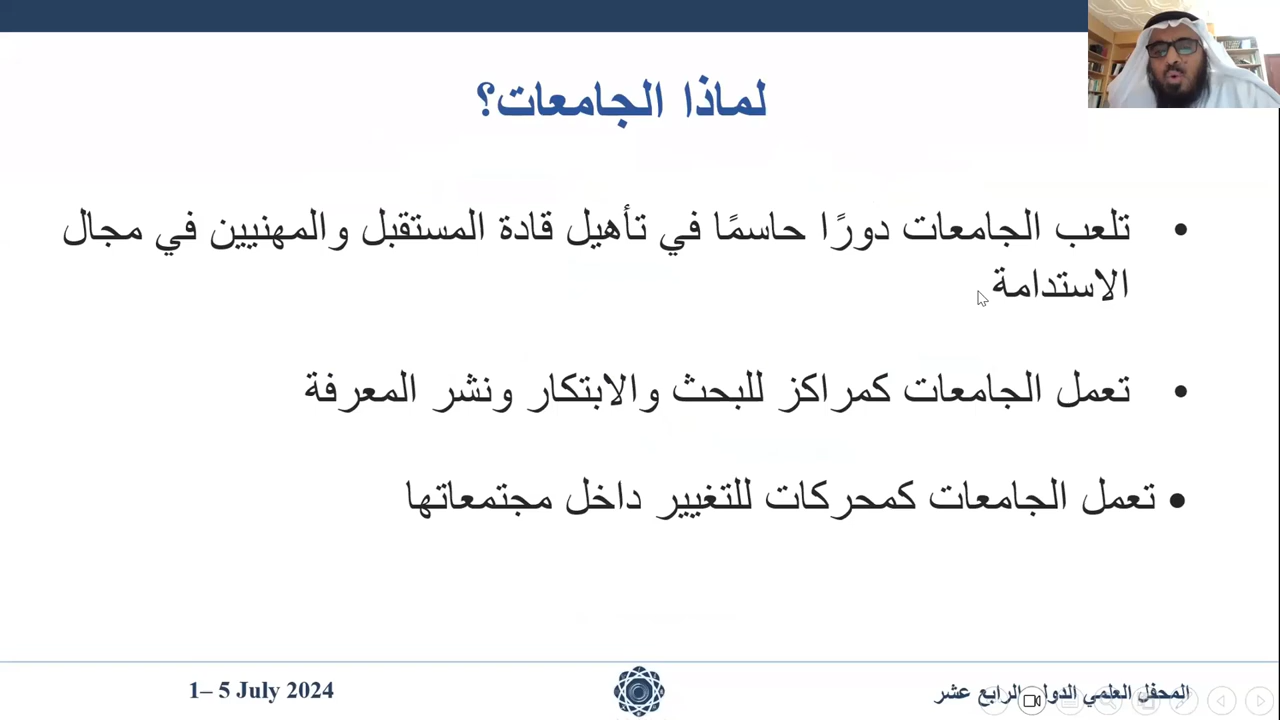 لماذا الجامعات؟
• تلعب الجامعات دورًا حاسمًا في تأهيل قادة المستقبل والمهنيين في مجال
الاستدامة
• تعمل الجامعات كمراكز للبحث والابتكار ونشر المعرفة
• تعمل الجامعات كمحركات للتغيير داخل مجتمعاتها
المحفل العلمي الرابع عشر
1– 5 July 2024